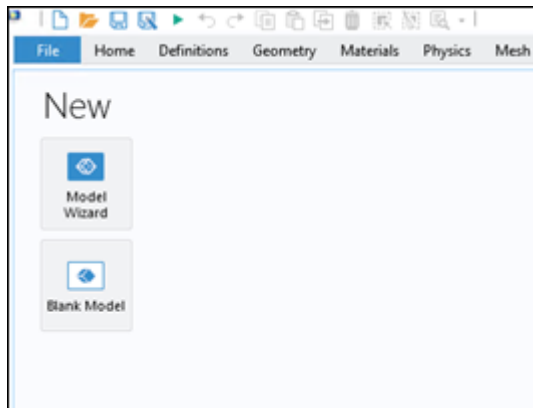 File Home Definitions Geometry Materials Physics Mesh
New
Model
Wizard
Blank Model